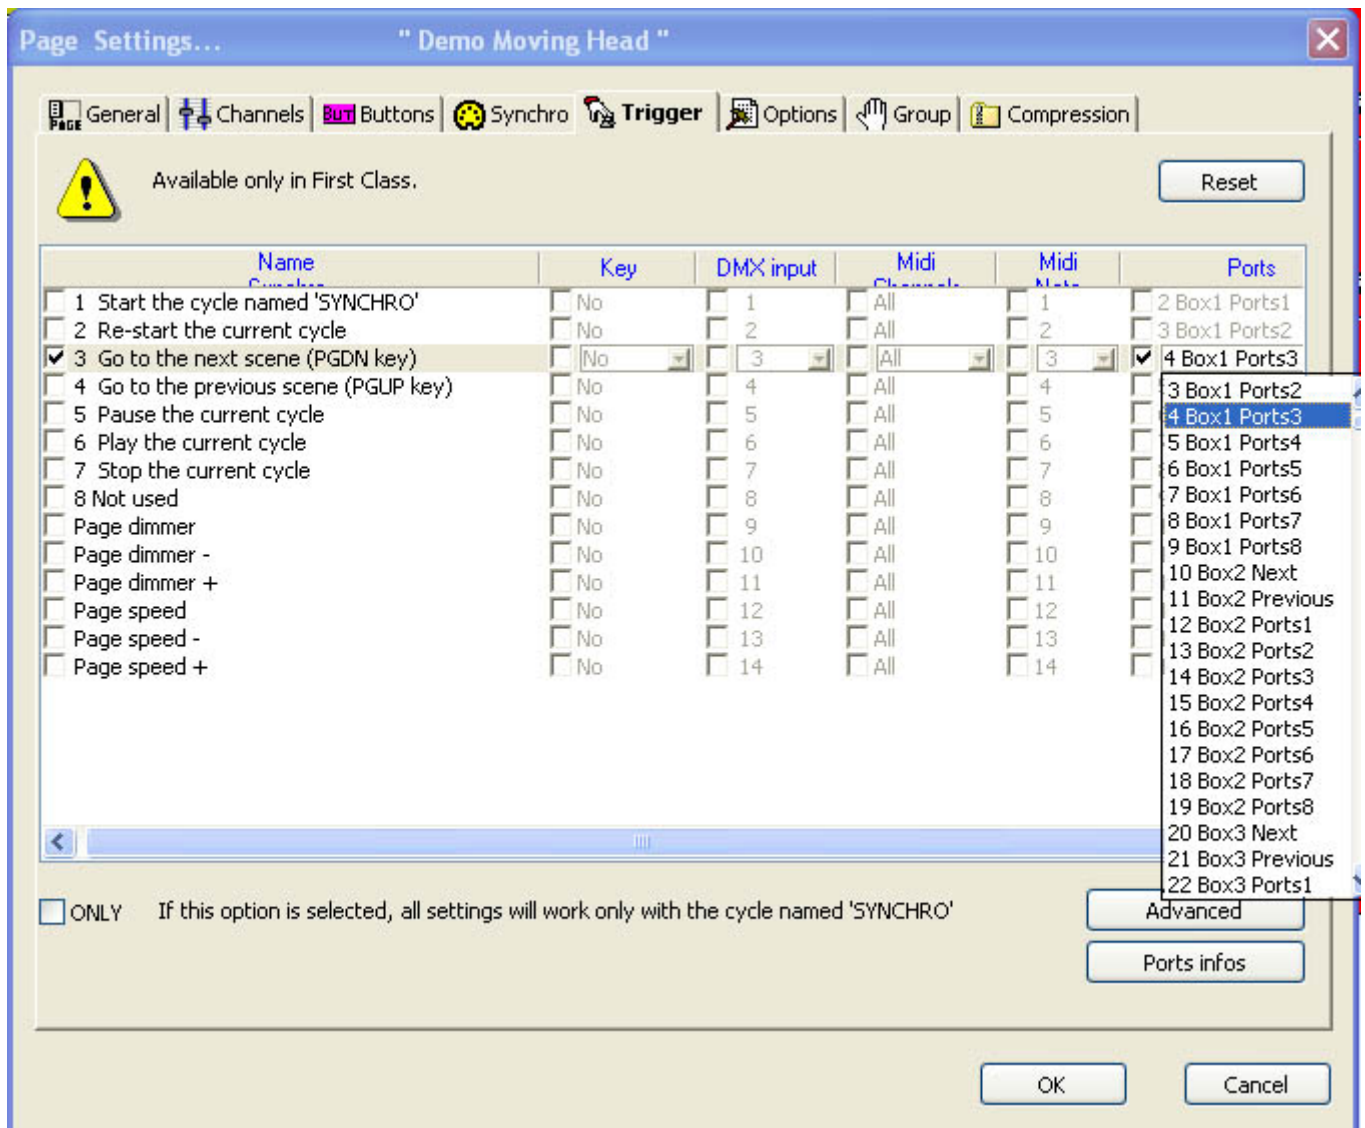 Page Settings... " Demo Moving Head "
PAGE General Channels BUT Buttons Synchro Trigger Options Group Compression
Available only in First Class.
Reset
Name Key DMX input Midi Midi Ports
1 Start the cycle named 'SYNCHRO' No 1 All 1 2 Box1 Ports1
2 Re-start the current cycle No 2 All 2 3 Box1 Ports2
3 Go to the next scene (PGDN key) No 3 All 3 4 Box1 Ports3
4 Go to the previous scene (PGUP key) No 4 All 4
5 Pause the current cycle No 5 All 5
6 Play the current cycle No 6 All 6
7 Stop the current cycle No 7 All 7
8 Not used No 8 All 8
Page dimmer No 9 All 9
Page dimmer - No 10 All 10
Page dimmer + No 11 All 11
Page speed No 12 All 12
Page speed - No 13 All 13
Page speed + No 14 All 14
3 Box1 Ports2
4 Box1 Ports3
5 Box1 Ports4
6 Box1 Ports5
7 Box1 Ports6
8 Box1 Ports7
9 Box1 Ports8
10 Box2 Next
11 Box2 Previous
12 Box2 Ports1
13 Box2 Ports2
14 Box2 Ports3
15 Box2 Ports4
16 Box2 Ports5
17 Box2 Ports6
18 Box2 Ports7
19 Box2 Ports8
20 Box3 Next
21 Box3 Previous
22 Box3 Ports1
ONLY If this option is selected, all settings will work only with the cycle named 'SYNCHRO'
Advanced
Ports infos
OK Cancel